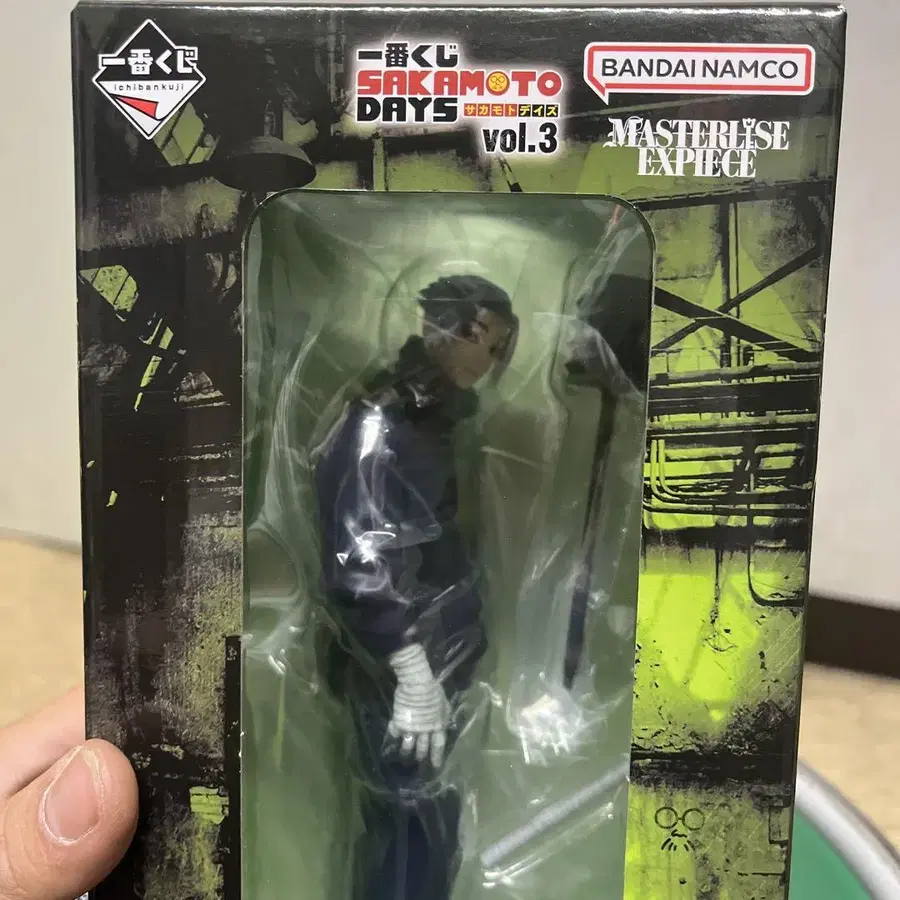 一番くじ
ichibankuji
一番くじ
SAKAMOTO
DAYS サカモトデイズ
vol.3
BANDAI NAMCO
MASTERLISE
EXPIECE